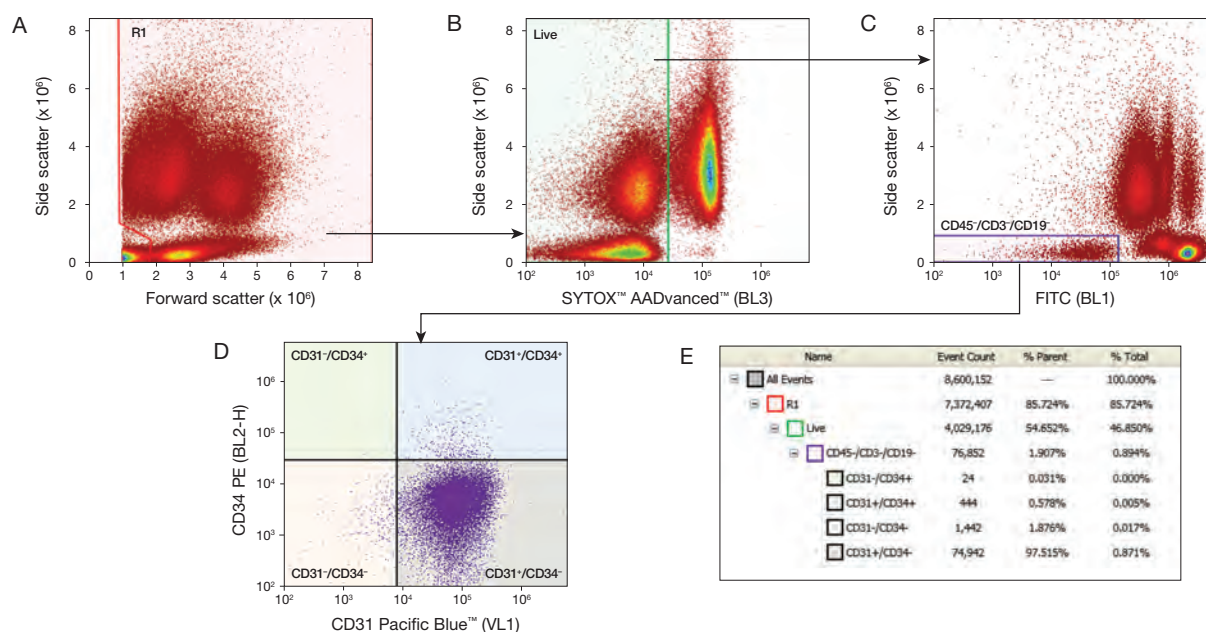 A
R1
Side scatter (x 10⁶)
8
6
4
2
0
0 1 2 3 4 5 6 7 8
Forward scatter (x 10⁶)
B
Live
Side scatter (x 10⁶)
8
6
4
2
0
10² 10³ 10⁴ 10⁵ 10⁶
SYTOX™ AADvanced™ (BL3)
C
Side scatter (x 10⁶)
8
6
4
2
0
CD45⁻/CD3⁻/CD19⁻
10² 10³ 10⁴ 10⁵ 10⁶
FITC (BL1)
D
CD31⁻/CD34⁺ CD31⁺/CD34⁺
CD34 PE (BL2-H)
10⁶
10⁵
10⁴
10³
10²
CD31⁻/CD34⁻ CD31⁺/CD34⁻
10² 10³ 10⁴ 10⁵ 10⁶
CD31 Pacific Blue™ (VL1)
E
Name Event Count % Parent % Total
All Events 8,600,152 — 100.000%
R1 7,372,407 85.724% 85.724%
Live 4,029,176 54.652% 46.850%
CD45-/CD3-/CD19- 76,852 1.907% 0.894%
CD31-/CD34+ 24 0.031% 0.000%
CD31+/CD34+ 444 0.578% 0.005%
CD31-/CD34- 1,442 1.876% 0.017%
CD31+/CD34- 74,942 97.515% 0.871%